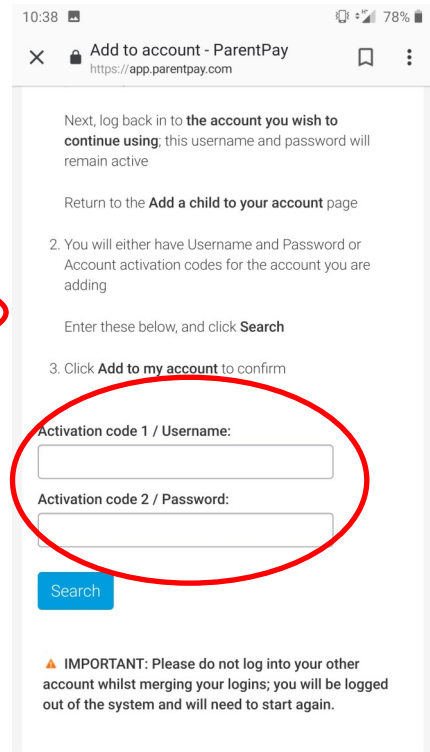 10:38
78%
Add to account - ParentPay
https://app.parentpay.com
Next, log back in to the account you wish to
continue using; this username and password will
remain active
Return to the Add a child to your account page
2. You will either have Username and Password or
Account activation codes for the account you are
adding
Enter these below, and click Search
3. Click Add to my account to confirm
Activation code 1 / Username:
Activation code 2 / Password:
Search
IMPORTANT: Please do not log into your other
account whilst merging your logins; you will be logged
out of the system and will need to start again.